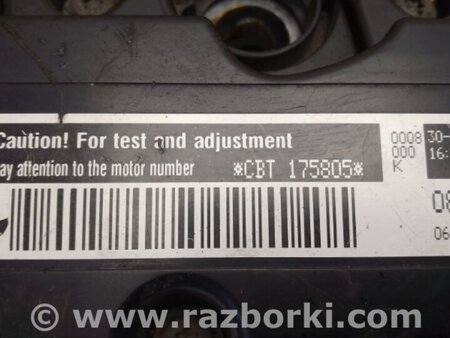 Caution! For test and adjustment
ay attention to the motor number *CBT 175805*
0008
000
K
30-
16:
08
06
© www.razborki.com